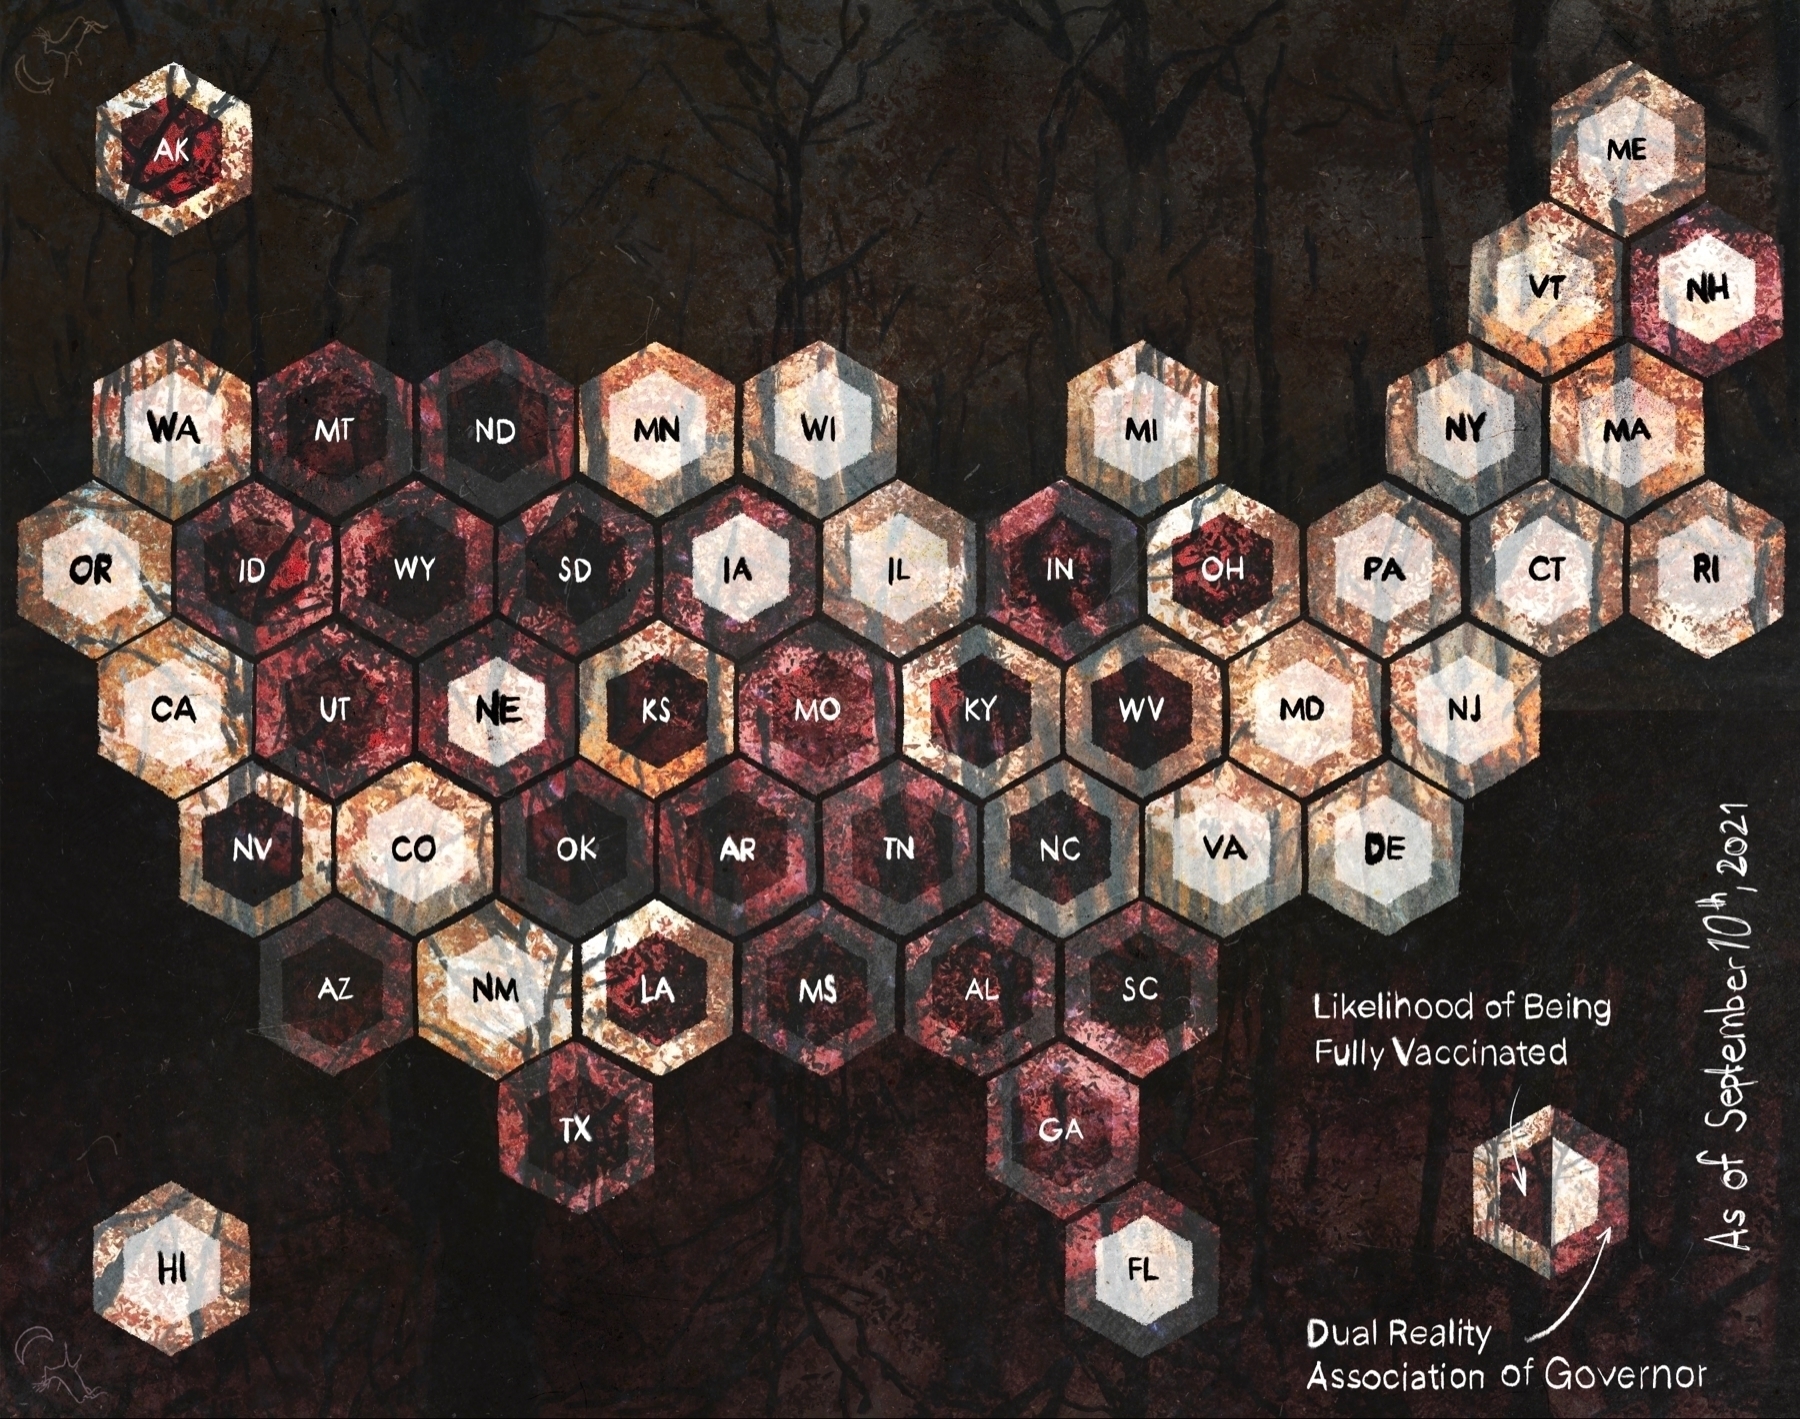 AK
ME
VT
NH
WA
MT
ND
MN
WI
MI
NY
MA
OR
ID
WY
SD
IA
IL
IN
OH
PA
CT
RI
CA
UT
NE
KS
MO
KY
WV
MD
NJ
NV
CO
OK
AR
TN
NC
VA
DE
AZ
NM
LA
MS
AL
SC
TX
GA
HI
FL
Likelihood of Being
Fully Vaccinated
Dual Reality
Association of Governor
As of September 10th, 2021